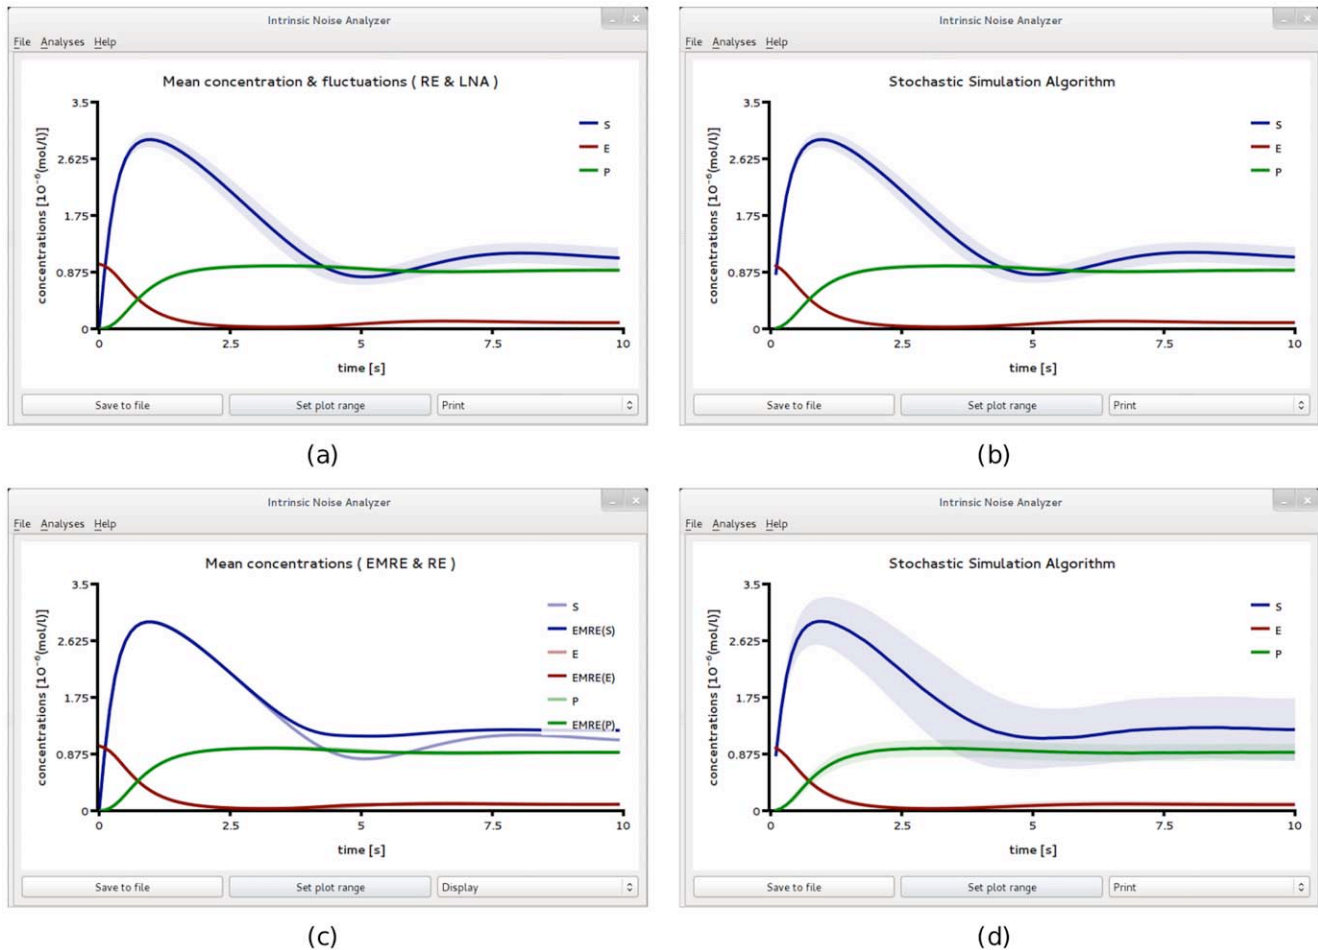 Intrinsic Noise Analyzer
File Analyses Help
Mean concentration & fluctuations ( RE & LNA )
3.5
2.625
1.75
0.875
0
concentrations [10⁻⁶(mol/l)]
S
E
P
0 2.5 5 7.5 10
time [s]
Save to file Set plot range Print
(a)
Intrinsic Noise Analyzer
File Analyses Help
Stochastic Simulation Algorithm
3.5
2.625
1.75
0.875
0
concentrations [10⁻⁶(mol/l)]
S
E
P
0 2.5 5 7.5 10
time [s]
Save to file Set plot range Print
(b)
Intrinsic Noise Analyzer
File Analyses Help
Mean concentrations ( EMRE & RE )
3.5
2.625
1.75
0.875
0
concentrations [10⁻⁶(mol/l)]
S
EMRE(S)
E
EMRE(E)
P
EMRE(P)
0 2.5 5 7.5 10
time [s]
Save to file Set plot range Display
(c)
Intrinsic Noise Analyzer
File Analyses Help
Stochastic Simulation Algorithm
3.5
2.625
1.75
0.875
0
concentrations [10⁻⁶(mol/l)]
S
E
P
0 2.5 5 7.5 10
time [s]
Save to file Set plot range Print
(d)